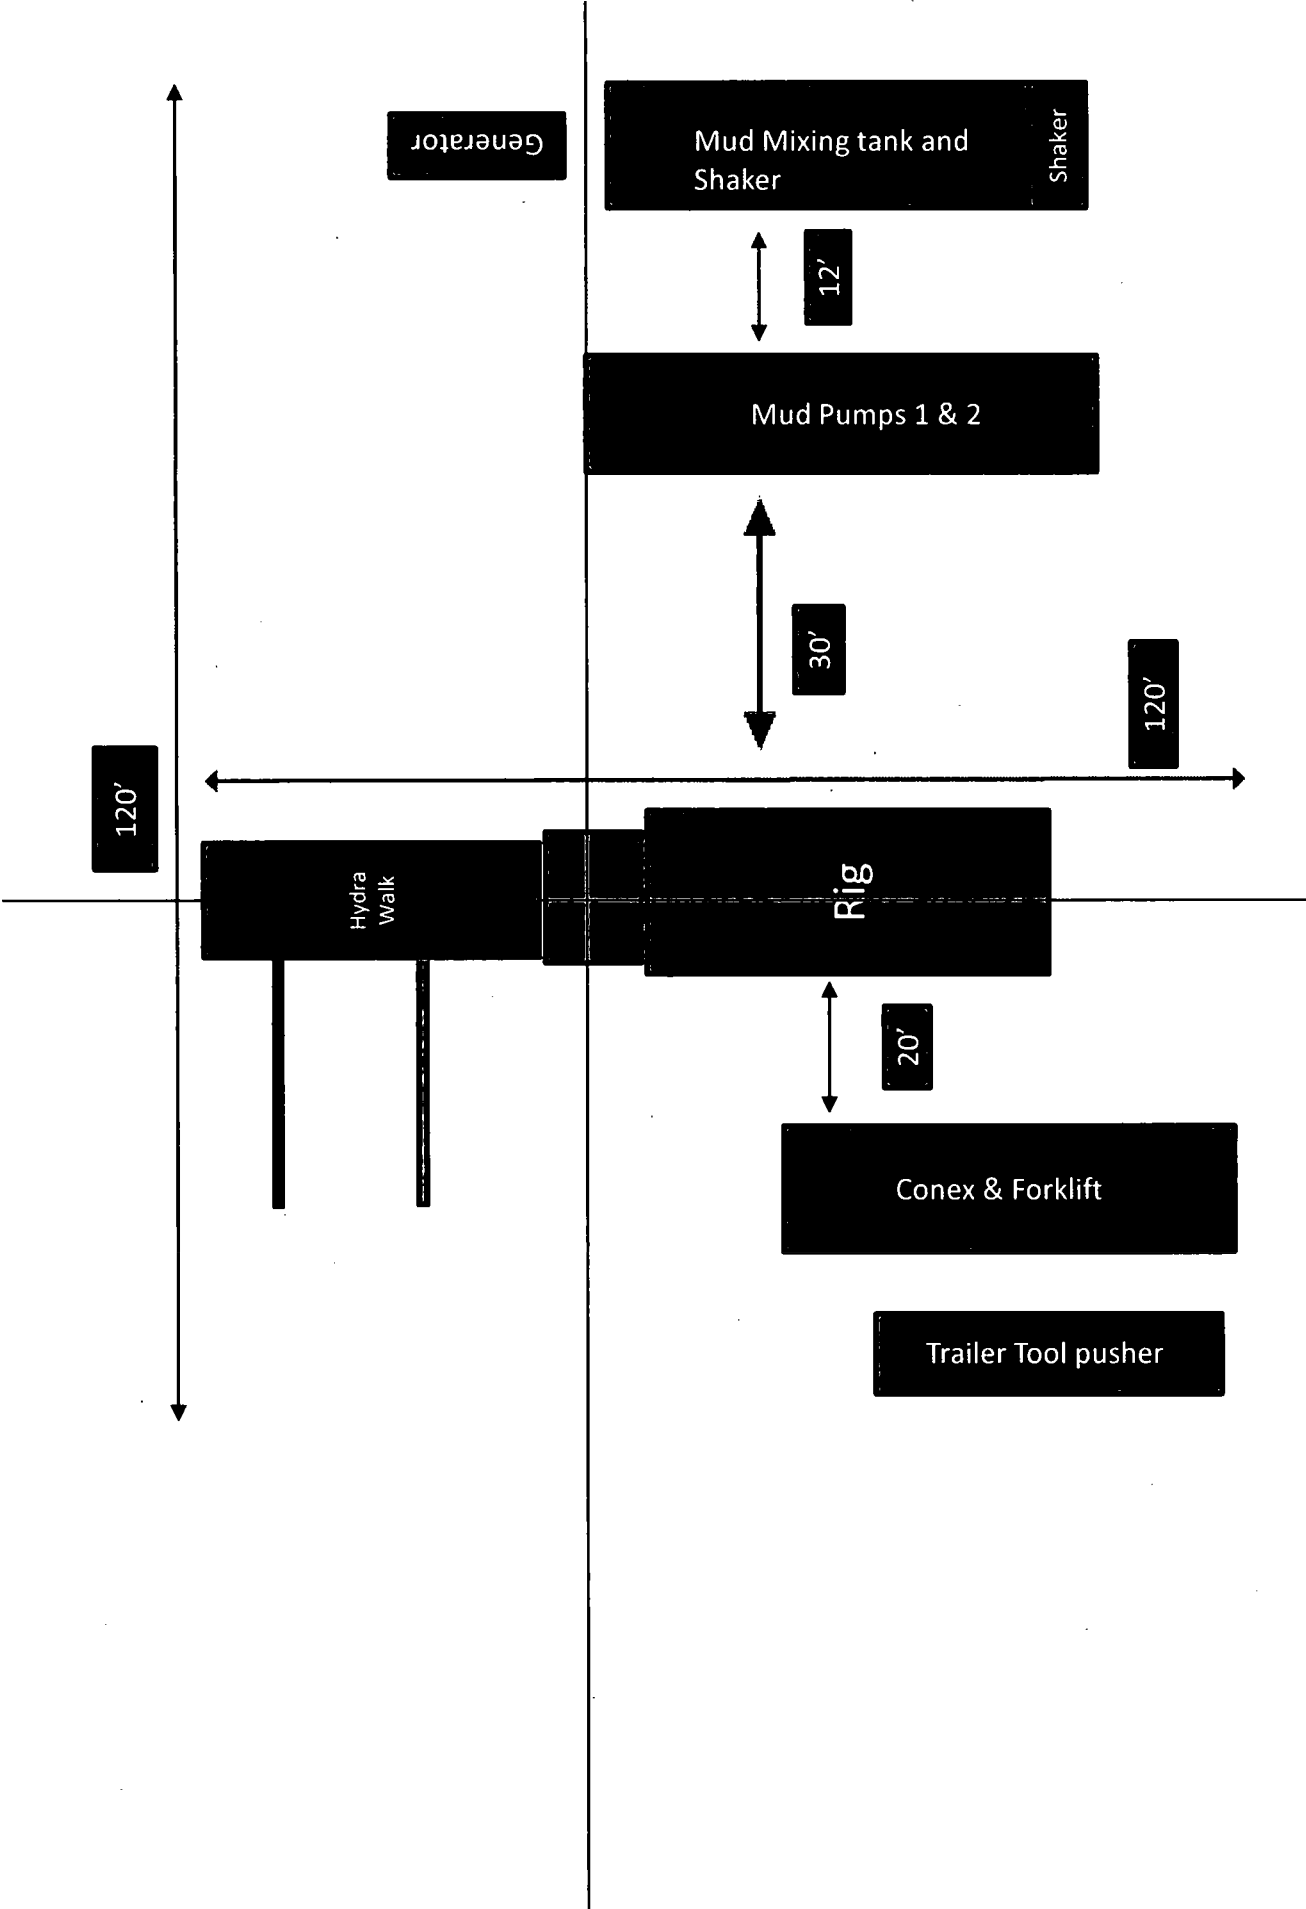 Generator
Mud Mixing tank and
Shaker
Shaker
12'
Mud Pumps 1 & 2
30'
120'
120'
Hydra
Walk
Rig
20'
Conex & Forklift
Trailer Tool pusher